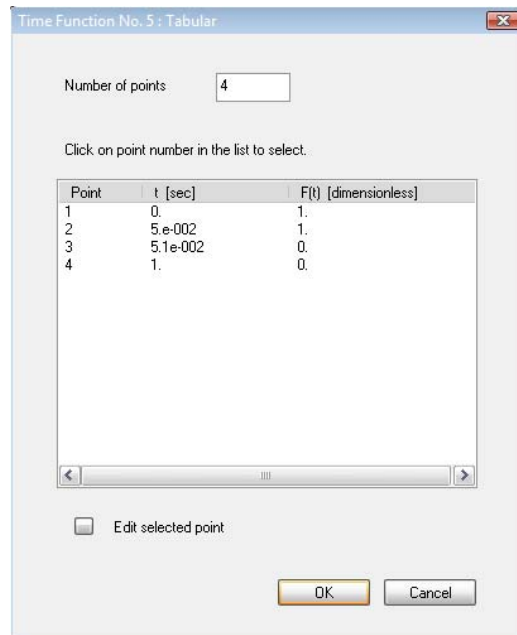 Time Function No. 5 : Tabular
Number of points 4
Click on point number in the list to select.
Point t [sec] F(t) [dimensionless]
1 0. 1.
2 5.e-002 1.
3 5.1e-002 0.
4 1. 0.
Edit selected point
OK Cancel